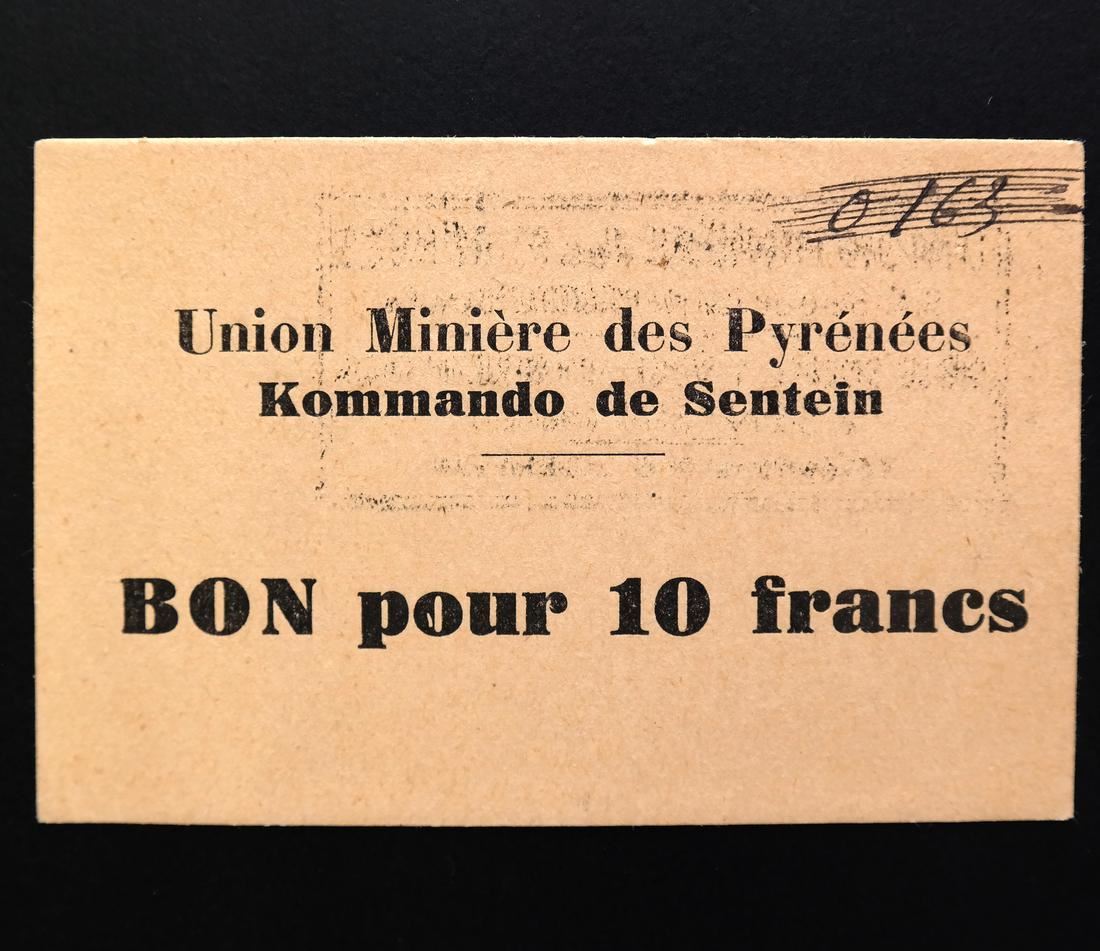 0163
Union Minière des Pyrénées
Kommando de Sentein
BON pour 10 francs